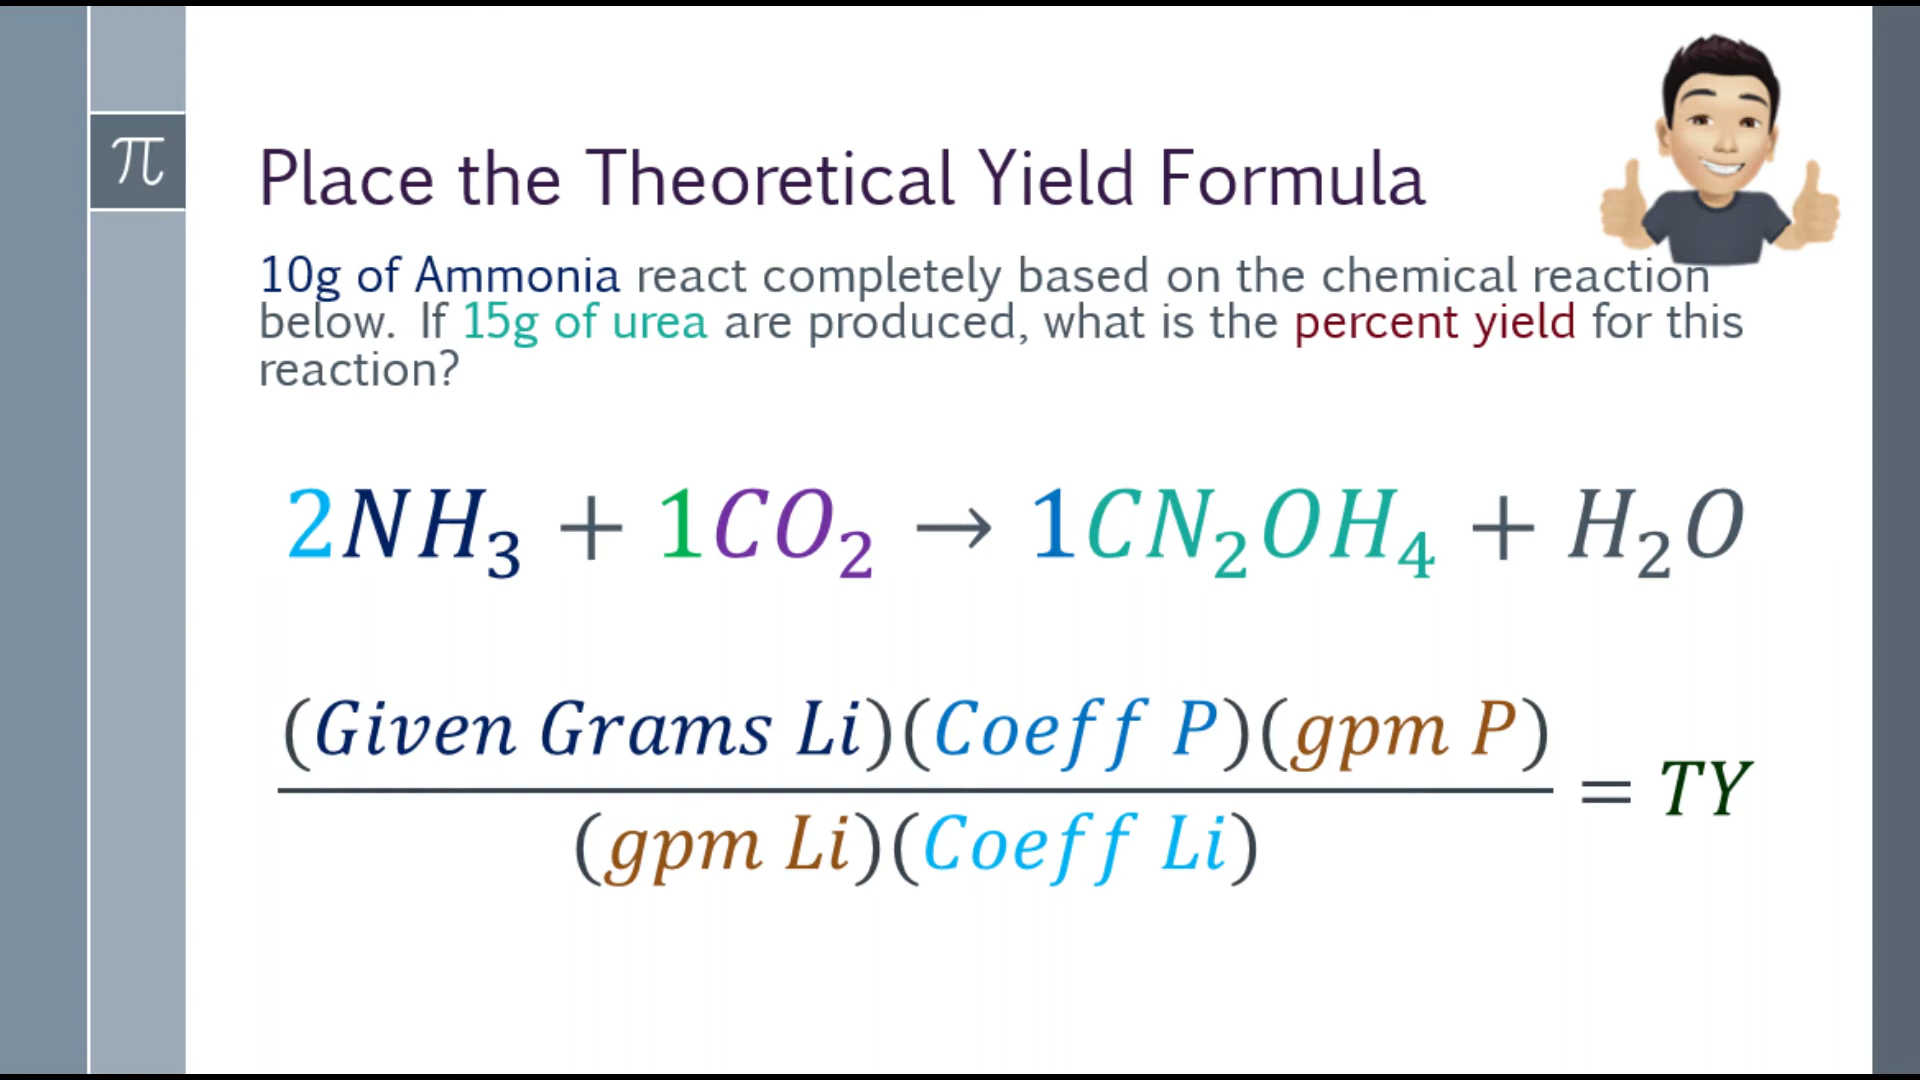 π
Place the Theoretical Yield Formula
10g of Ammonia react completely based on the chemical reaction
below. If 15g of urea are produced, what is the percent yield for this
reaction?
2NH₃ + 1CO₂ → 1CN₂OH₄ + H₂O
(Given Grams Li)(Coeff P)(gpm P)
= TY
(gpm Li)(Coeff Li)